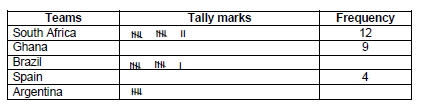 Teams Tally marks Frequency
South Africa 12
Ghana 9
Brazil
Spain 4
Argentina